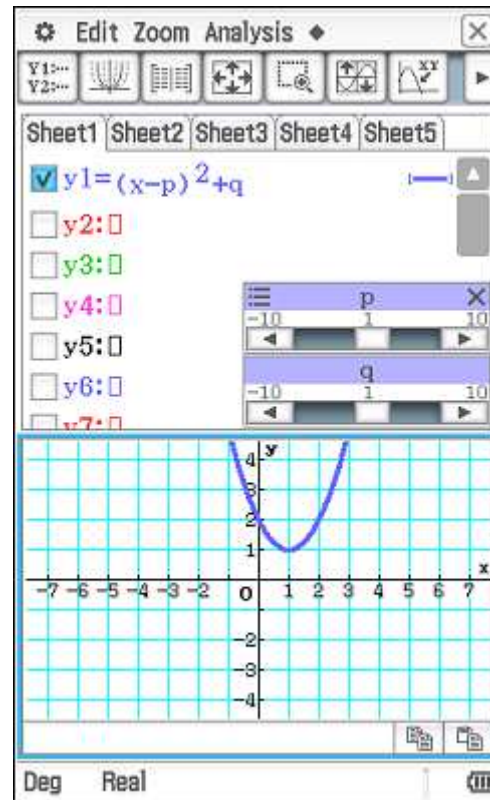 Edit Zoom Analysis ◆
Y1:··· Y2:··· XY
Sheet1 Sheet2 Sheet3 Sheet4 Sheet5
y1=(x-p)²+q
y2:▯
y3:▯
y4:▯
y5:▯
y6:▯
y7:▯
p
-10 1 10
q
-10 1 10
y
4
3
2
1
x
-7 -6 -5 -4 -3 -2 0 1 2 3 4 5 6 7
-2
-3
-4
Deg Real